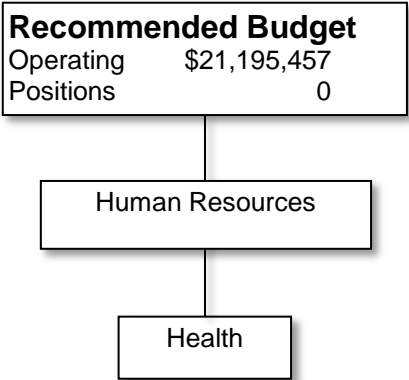 Recommended Budget
Operating $21,195,457
Positions 0
Human Resources
Health